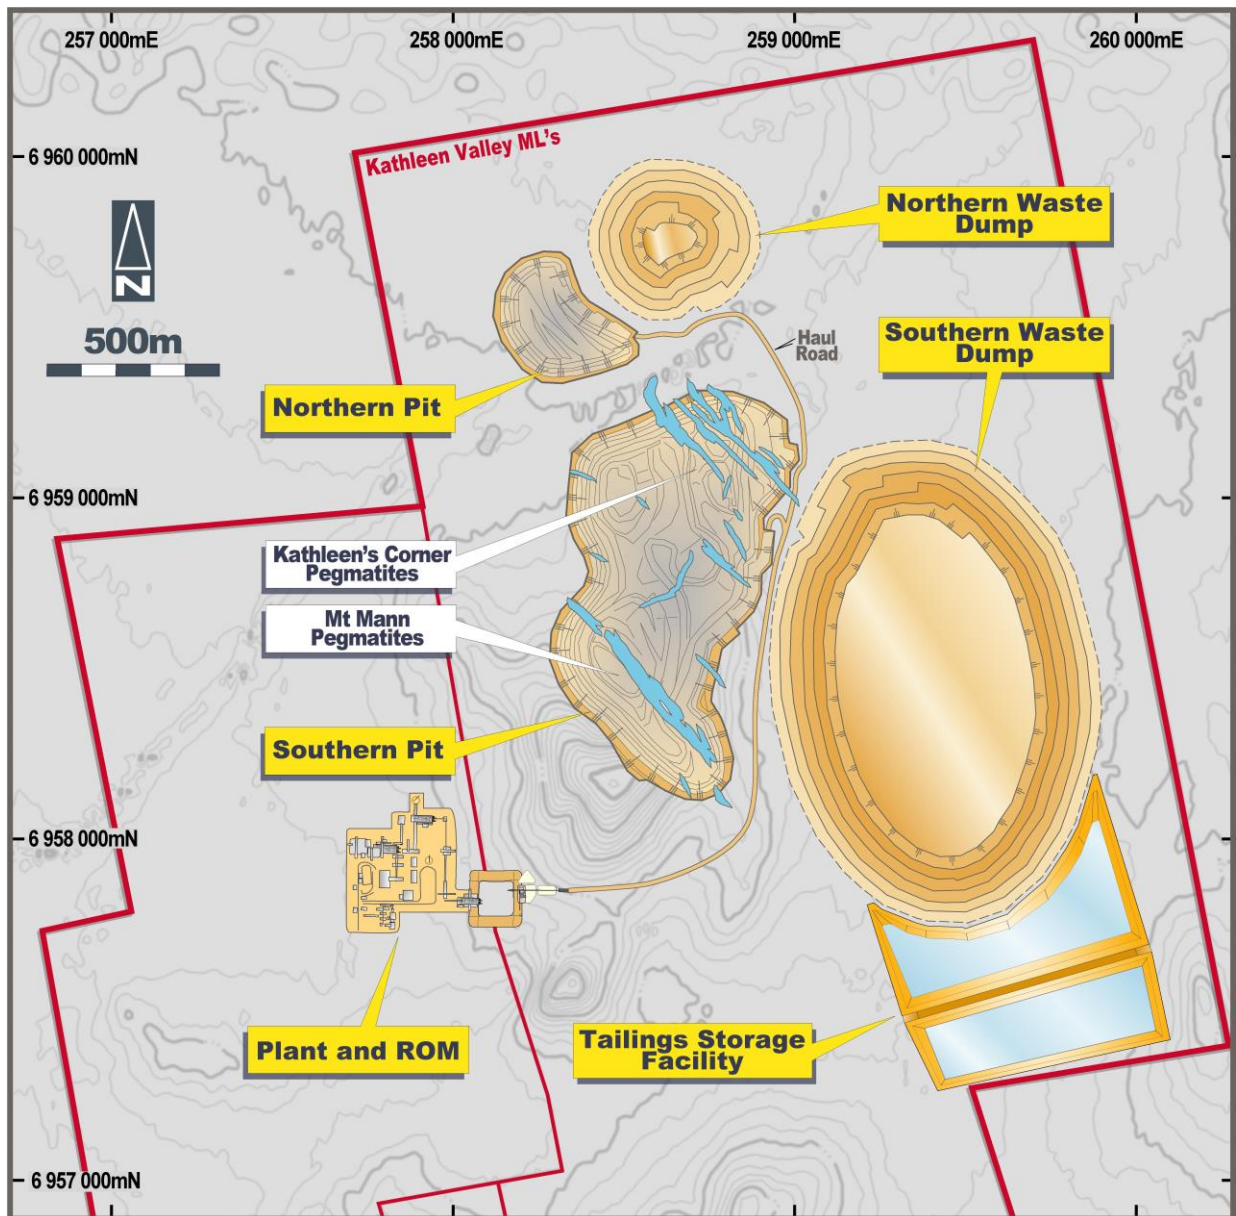 257 000mE
258 000mE
259 000mE
260 000mE
6 960 000mN
Kathleen Valley ML's
Northern Waste
Dump
N
500m
Southern Waste
Dump
Haul
Road
Northern Pit
6 959 000mN
Kathleen's Corner
Pegmatites
Mt Mann
Pegmatites
Southern Pit
6 958 000mN
Plant and ROM
Tailings Storage
Facility
6 957 000mN